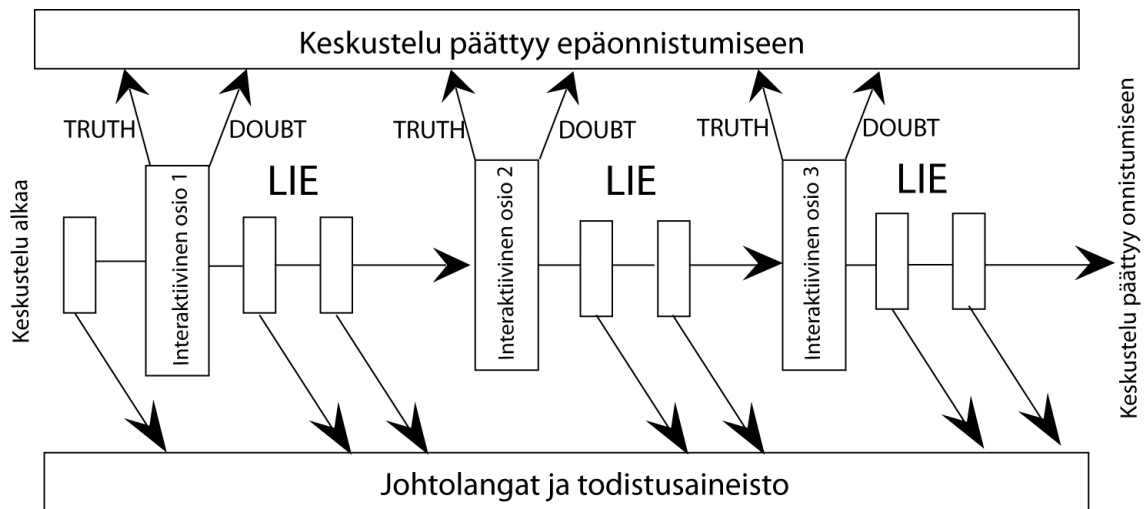 Keskustelu päättyy epäonnistumiseen
TRUTH
DOUBT
TRUTH
DOUBT
TRUTH
DOUBT
Keskustelu alkaa
Interaktiivinen osio 1
LIE
Interaktiivinen osio 2
LIE
Interaktiivinen osio 3
LIE
Keskustelu päättyy onnistumiseen
Johtolangat ja todistusaineisto